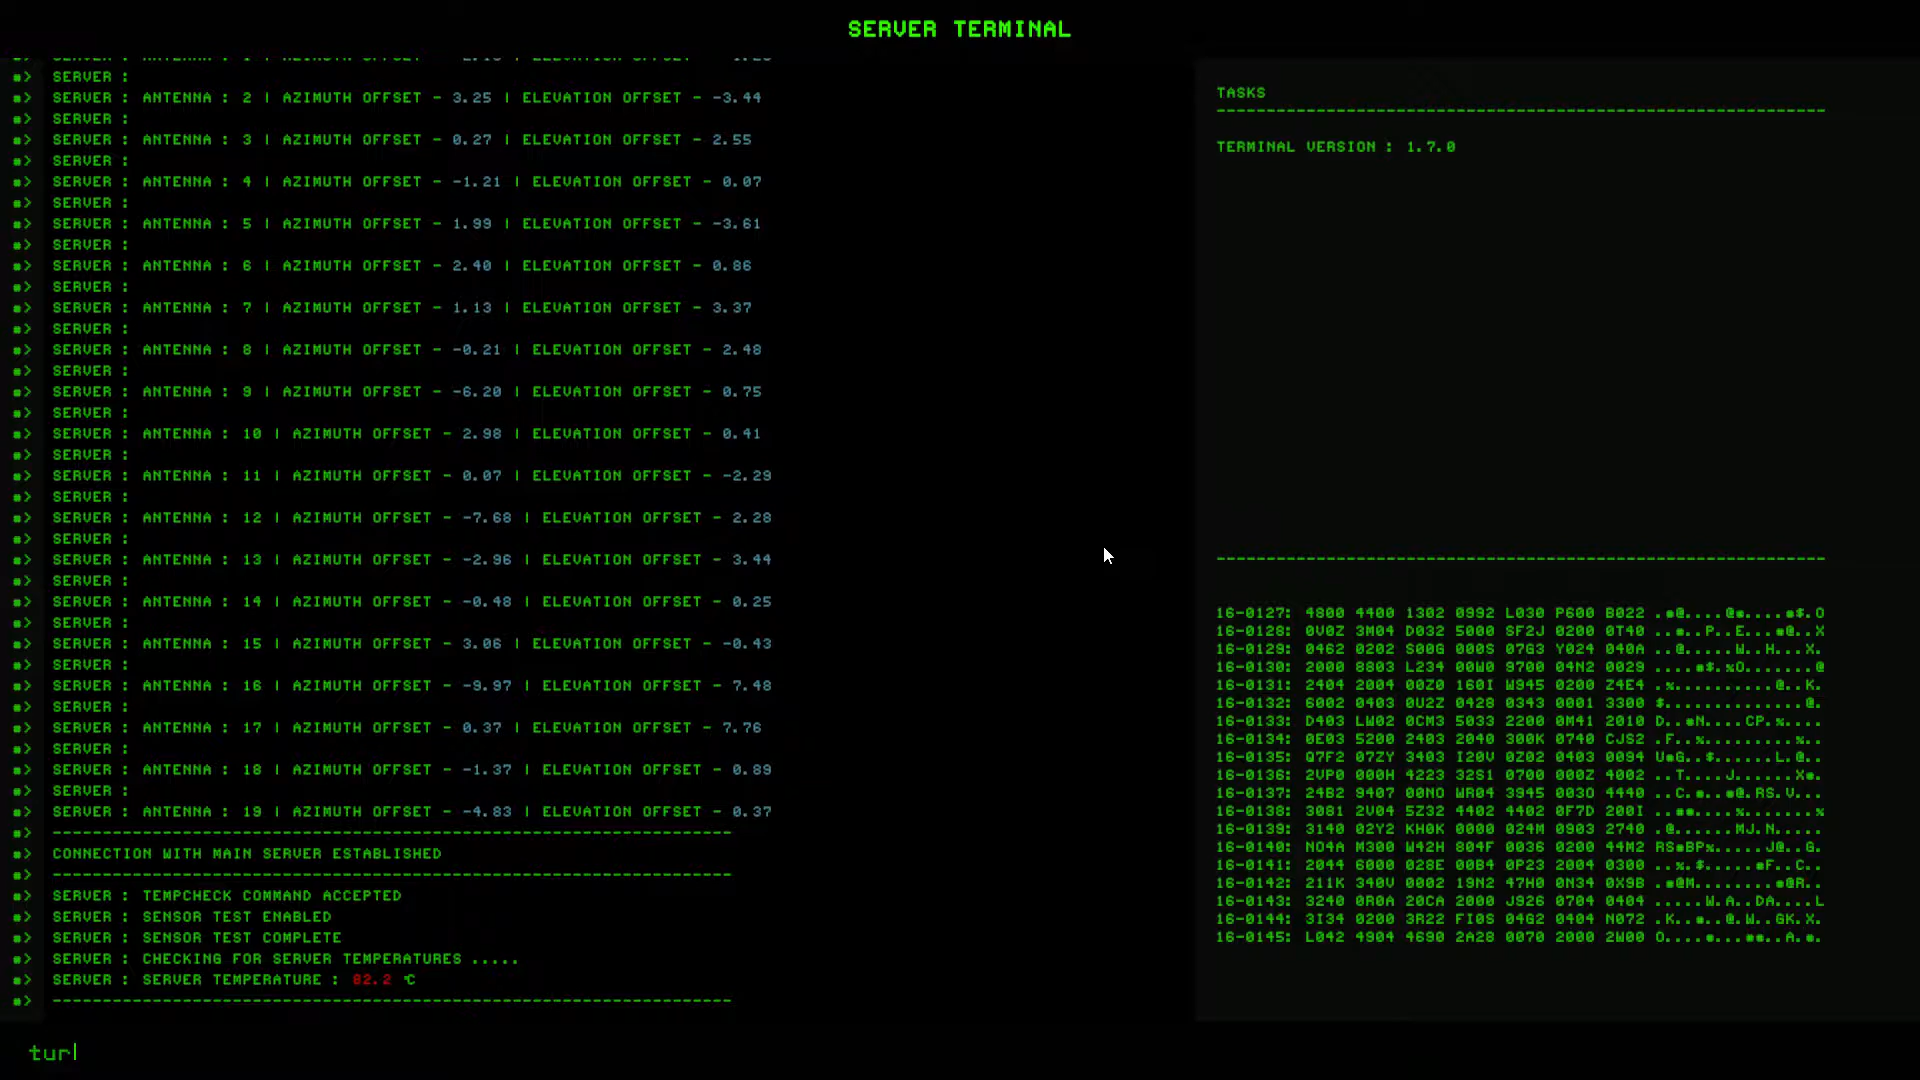 SERVER TERMINAL
#> SERVER :
#> SERVER : ANTENNA : 2 | AZIMUTH OFFSET - 3.25 | ELEVATION OFFSET - -3.44
#> SERVER :
#> SERVER : ANTENNA : 3 | AZIMUTH OFFSET - 0.27 | ELEVATION OFFSET - 2.55
#> SERVER :
#> SERVER : ANTENNA : 4 | AZIMUTH OFFSET - -1.21 | ELEVATION OFFSET - 0.07
#> SERVER :
#> SERVER : ANTENNA : 5 | AZIMUTH OFFSET - 1.99 | ELEVATION OFFSET - -3.61
#> SERVER :
#> SERVER : ANTENNA : 6 | AZIMUTH OFFSET - 2.40 | ELEVATION OFFSET - 0.86
#> SERVER :
#> SERVER : ANTENNA : 7 | AZIMUTH OFFSET - 1.13 | ELEVATION OFFSET - 3.37
#> SERVER :
#> SERVER : ANTENNA : 8 | AZIMUTH OFFSET - -0.21 | ELEVATION OFFSET - 2.48
#> SERVER :
#> SERVER : ANTENNA : 9 | AZIMUTH OFFSET - -6.20 | ELEVATION OFFSET - 0.75
#> SERVER :
#> SERVER : ANTENNA : 10 | AZIMUTH OFFSET - 2.98 | ELEVATION OFFSET - 0.41
#> SERVER :
#> SERVER : ANTENNA : 11 | AZIMUTH OFFSET - 0.07 | ELEVATION OFFSET - -2.29
#> SERVER :
#> SERVER : ANTENNA : 12 | AZIMUTH OFFSET - -7.68 | ELEVATION OFFSET - 2.28
#> SERVER :
#> SERVER : ANTENNA : 13 | AZIMUTH OFFSET - -2.96 | ELEVATION OFFSET - 3.44
#> SERVER :
#> SERVER : ANTENNA : 14 | AZIMUTH OFFSET - -0.48 | ELEVATION OFFSET - 0.25
#> SERVER :
#> SERVER : ANTENNA : 15 | AZIMUTH OFFSET - 3.06 | ELEVATION OFFSET - -0.43
#> SERVER :
#> SERVER : ANTENNA : 16 | AZIMUTH OFFSET - -9.97 | ELEVATION OFFSET - 7.48
#> SERVER :
#> SERVER : ANTENNA : 17 | AZIMUTH OFFSET - 0.37 | ELEVATION OFFSET - 7.76
#> SERVER :
#> SERVER : ANTENNA : 18 | AZIMUTH OFFSET - -1.37 | ELEVATION OFFSET - 0.89
#> SERVER :
#> SERVER : ANTENNA : 19 | AZIMUTH OFFSET - -4.83 | ELEVATION OFFSET - 0.37
#> --------------------------------------------------------------------
#> CONNECTION WITH MAIN SERVER ESTABLISHED
#> --------------------------------------------------------------------
#> SERVER : TEMPCHECK COMMAND ACCEPTED
#> SERVER : SENSOR TEST ENABLED
#> SERVER : SENSOR TEST COMPLETE
#> SERVER : CHECKING FOR SERVER TEMPERATURES .....
#> SERVER : SERVER TEMPERATURE : 82.2 °C
#> --------------------------------------------------------------------
tur
TASKS
-------------------------------------------------------------
TERMINAL VERSION : 1.7.0
-------------------------------------------------------------
16-0127: 4800 4400 1302 0992 L030 P600 B022
16-0128: 0V0Z 3M04 D032 5000 SF2J 0200 0T40
16-0129: 0462 0202 S00G 000S 07G3 Y024 040A
16-0130: 2000 8803 L234 00W0 9700 04N2 0029
16-0131: 2404 2004 00Z0 160I W945 0200 Z4E4
16-0132: 6002 0403 0U2Z 0428 0343 0001 3300
16-0133: D403 LW02 0CM3 5033 2200 0M41 2010
16-0134: 0E03 5200 2403 2040 300K 0740 CJS2
16-0135: Q7F2 07ZY 3403 I20V 0Z02 0403 0094
16-0136: 2VP0 000H 4223 32S1 0700 000Z 4002
16-0137: 24B2 9407 00NO WR04 3945 0030 4440
16-0138: 3081 2V04 5Z32 4402 4402 0F7D 200I
16-0139: 3140 02Y2 KH0K 0000 024M 0903 2740
16-0140: NO4A M300 W42H 804F 0036 0200 44M2
16-0141: 2044 6000 028E 00B4 0P23 2004 0300
16-0142: 211K 340V 0002 19N2 47H0 0N34 0X9B
16-0143: 3240 0R0A 20CA 2000 J926 0704 0404
16-0144: 3I34 0200 3R22 FI0S 04G2 0404 N072
16-0145: L042 4904 4690 2A28 0070 2000 2W00